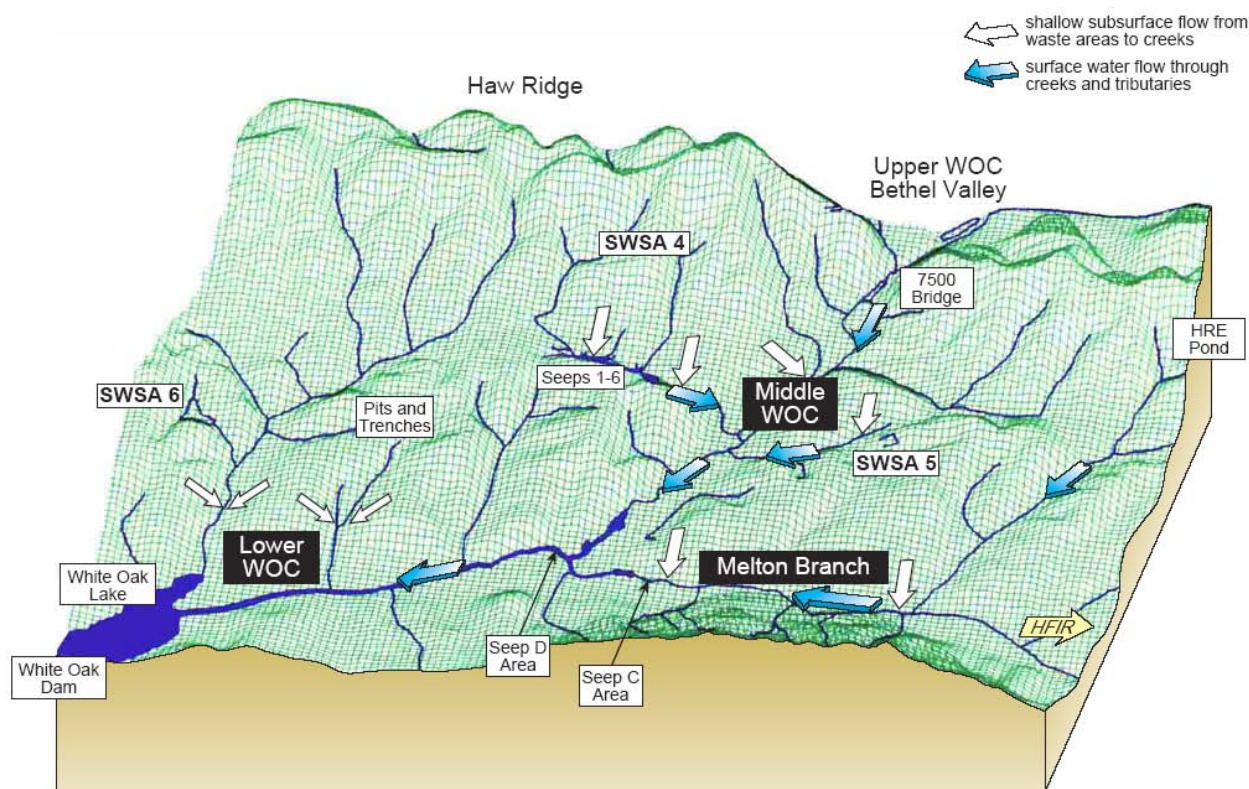 shallow subsurface flow from
waste areas to creeks
surface water flow through
creeks and tributaries
Haw Ridge
Upper WOC
Bethel Valley
SWSA 4
7500
Bridge
HRE
Pond
Seeps 1-6
Middle
WOC
SWSA 6
Pits and
Trenches
SWSA 5
Lower
WOC
Melton Branch
White Oak
Lake
HFIR
Seep D
Area
Seep C
Area
White Oak
Dam